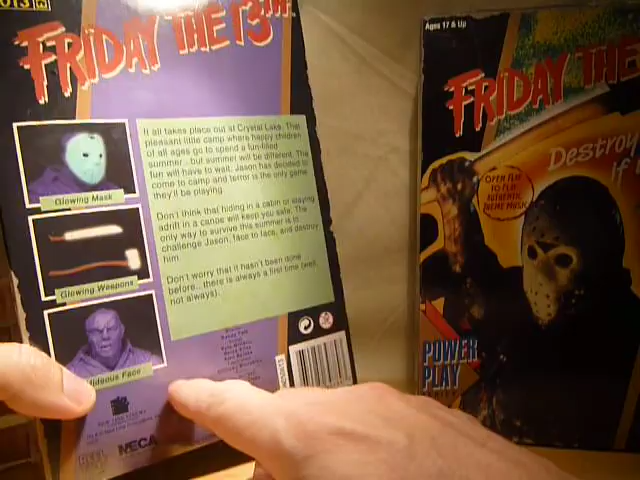 FRIDAY THE 13TH
It all takes place out at Crystal Lake. That
pleasant little camp where happy children
of all ages go to spend a fun-filled
summer... but summer will be different. The
fun will have to wait. Jason has decided to
come to camp and terror is the only game
they'll be playing.
Don't think that hiding in a cabin or staying
adrift in a canoe will keep you safe. The
only way to survive this summer is to
challenge Jason, face to face, and destroy
him.
Don't worry that it hasn't been done
before... there is always a first time (well,
not always).
Glowing Mask
Glowing Weapons
Hideous Face
NECA
REEL
Ages 17 & Up
FRIDAY THE
Destroy
if
OPEN FLAP
TO PLAY
AUTHENTIC
THEME MUSIC
POWER
PLAY